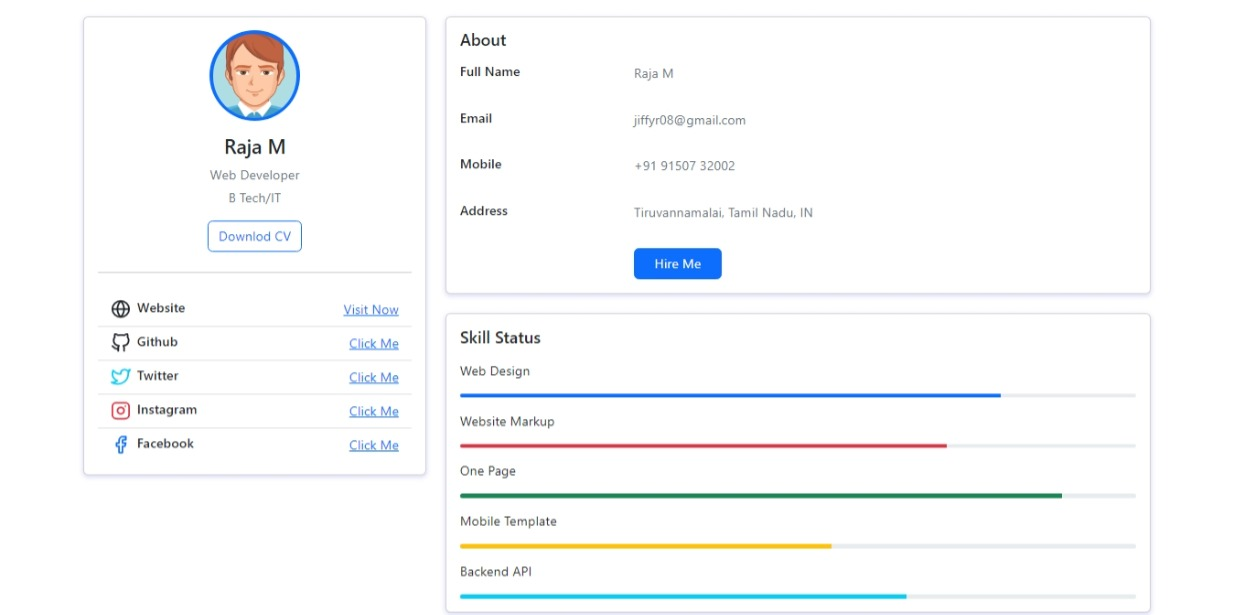 Raja M
Web Developer
B Tech/IT
Downlod CV
Website Visit Now
Github Click Me
Twitter Click Me
Instagram Click Me
Facebook Click Me
About
Full Name Raja M
Email jiffyr08@gmail.com
Mobile +91 91507 32002
Address Tiruvannamalai, Tamil Nadu, IN
Hire Me
Skill Status
Web Design
Website Markup
One Page
Mobile Template
Backend API